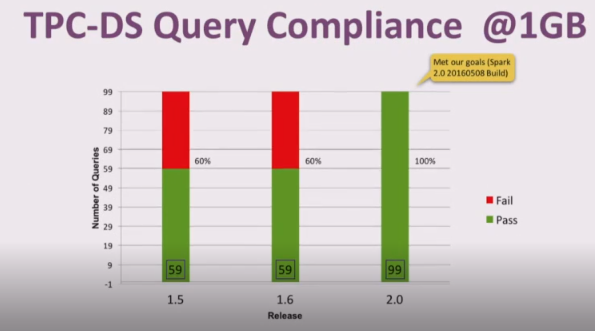 TPC-DS Query Compliance @1GB
Met our goals (Spark
2.0 20160508 Build)
Number of Queries
99
89
79
69
59
49
39
29
19
9
-1
60%
60%
100%
59
59
99
1.5
1.6
2.0
Release
Fail
Pass